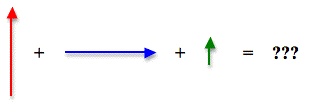 + + = ???